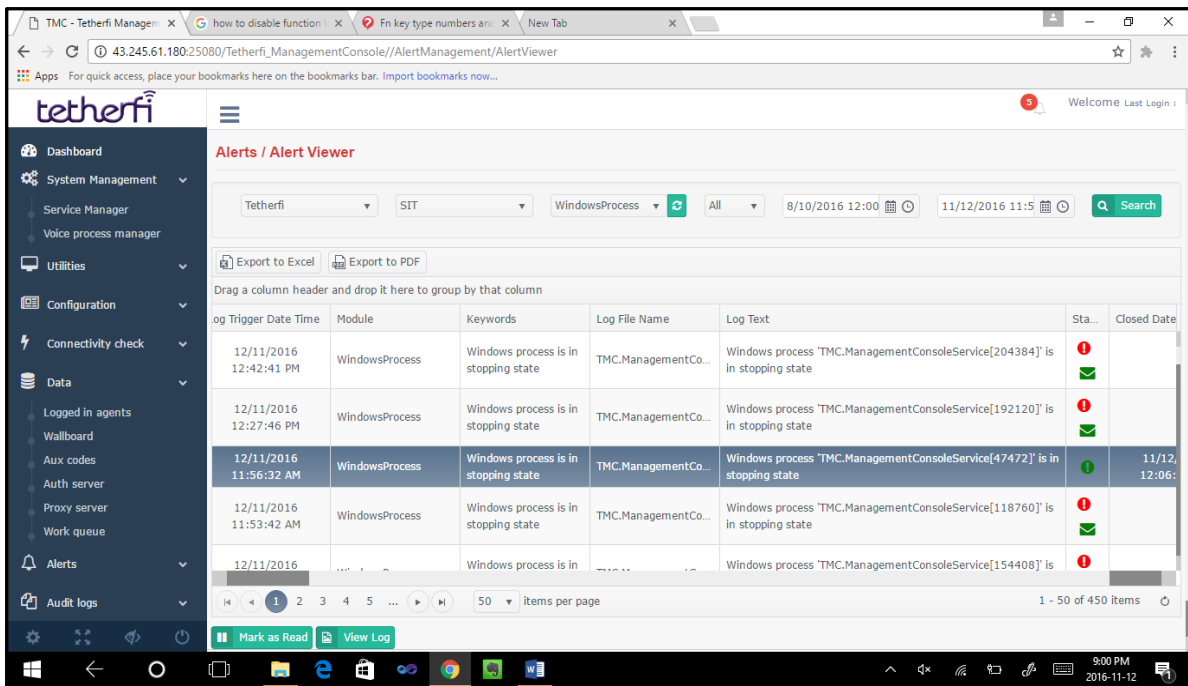 TMC - Tetherfi Managem
how to disable function
Fn key type numbers and
New Tab
43.245.61.180:25080/Tetherfi_ManagementConsole//AlertManagement/AlertViewer
Apps For quick access, place your bookmarks here on the bookmarks bar. Import bookmarks now...
tetherfi
5
Welcome Last Login :
Dashboard
System Management
Service Manager
Voice process manager
Utilities
Configuration
Connectivity check
Data
Logged in agents
Wallboard
Aux codes
Auth server
Proxy server
Work queue
Alerts
Audit logs
Alerts / Alert Viewer
Tetherfi SIT WindowsProcess All 8/10/2016 12:00 11/12/2016 11:5 Search
Export to Excel Export to PDF
Drag a column header and drop it here to group by that column
og Trigger Date Time Module Keywords Log File Name Log Text Sta... Closed Date
12/11/2016
12:42:41 PM
WindowsProcess
Windows process is in
stopping state
TMC.ManagementCo...
Windows process 'TMC.ManagementConsoleService[204384]' is
in stopping state
12/11/2016
12:27:46 PM
WindowsProcess
Windows process is in
stopping state
TMC.ManagementCo...
Windows process 'TMC.ManagementConsoleService[192120]' is
in stopping state
12/11/2016
11:56:32 AM
WindowsProcess
Windows process is in
stopping state
TMC.ManagementCo...
Windows process 'TMC.ManagementConsoleService[47472]' is in
stopping state
11/12/
12:06:
12/11/2016
11:53:42 AM
WindowsProcess
Windows process is in
stopping state
TMC.ManagementCo...
Windows process 'TMC.ManagementConsoleService[118760]' is
in stopping state
12/11/2016
Windows process is in
Windows process 'TMC.ManagementConsoleService[154408]' is
1 2 3 4 5 ... 50 items per page 1 - 50 of 450 items
Mark as Read View Log
9:00 PM
2016-11-12
1